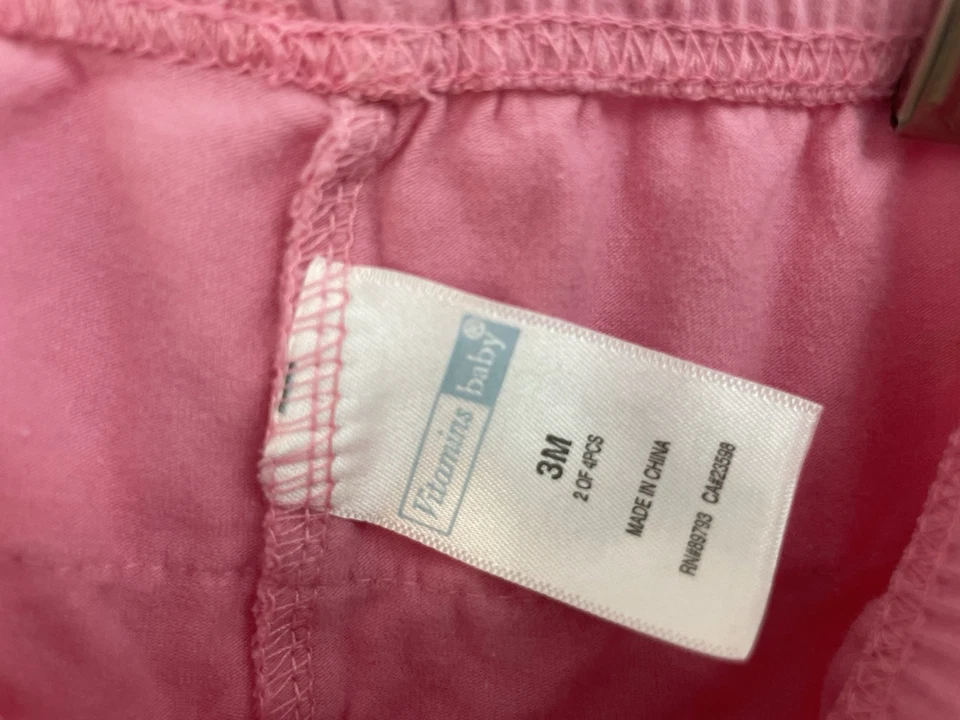 Vitamins baby®
3M
2 OF 4PCS
MADE IN CHINA
RN#89793 CA#23598